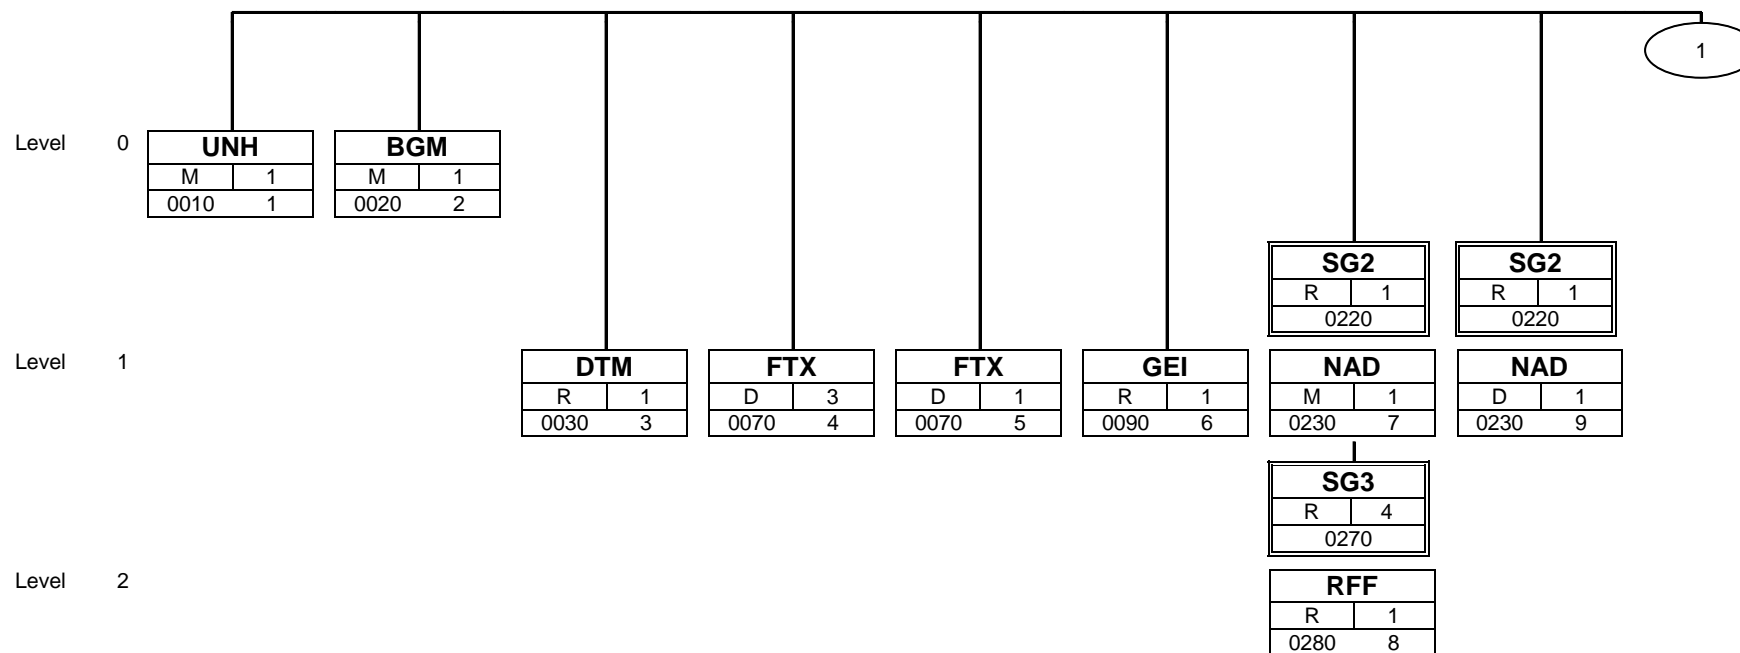 1
Level 0
UNH
M 1
0010 1
BGM
M 1
0020 2
SG2
R 1
0220
SG2
R 1
0220
Level 1
DTM
R 1
0030 3
FTX
D 3
0070 4
FTX
D 1
0070 5
GEI
R 1
0090 6
NAD
M 1
0230 7
NAD
D 1
0230 9
SG3
R 4
0270
Level 2
RFF
R 1
0280 8